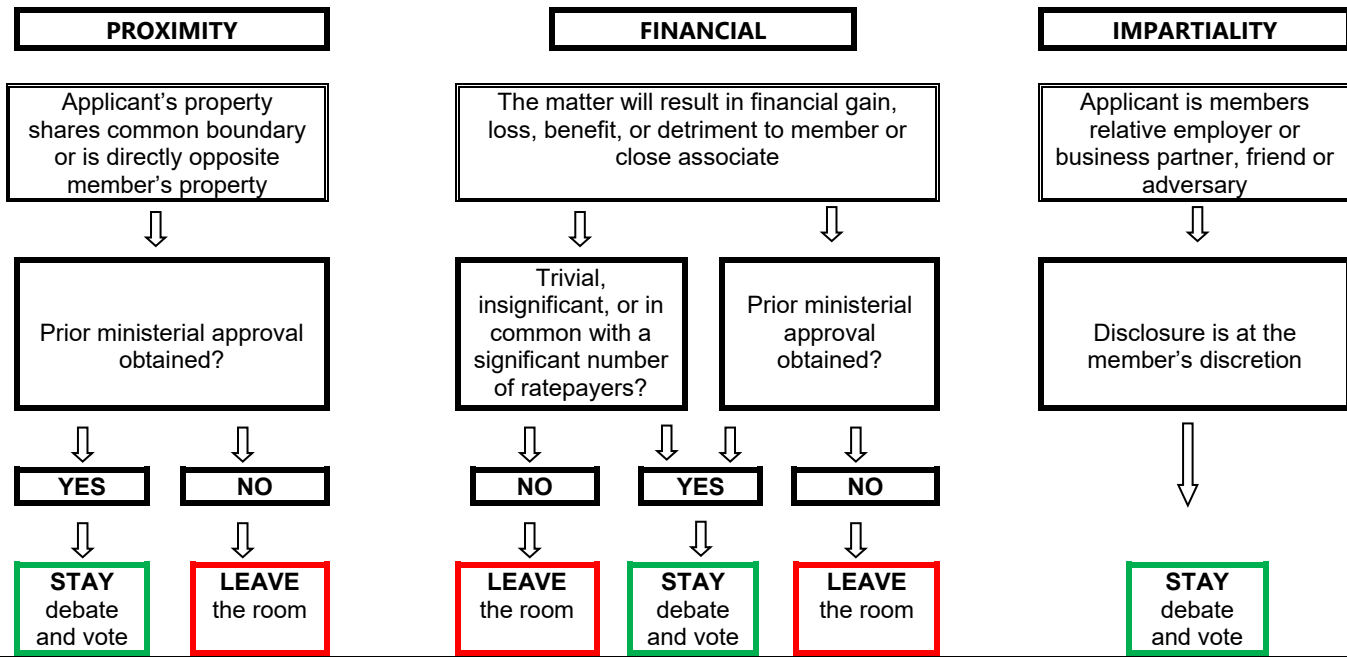 PROXIMITY
Applicant's property
shares common boundary
or is directly opposite
member's property
Prior ministerial approval
obtained?
YES
NO
STAY
debate
and vote
LEAVE
the room
FINANCIAL
The matter will result in financial gain,
loss, benefit, or detriment to member or
close associate
Trivial,
insignificant, or in
common with a
significant number
of ratepayers?
Prior ministerial
approval
obtained?
NO
YES
NO
LEAVE
the room
STAY
debate
and vote
LEAVE
the room
IMPARTIALITY
Applicant is members
relative employer or
business partner, friend or
adversary
Disclosure is at the
member's discretion
STAY
debate
and vote